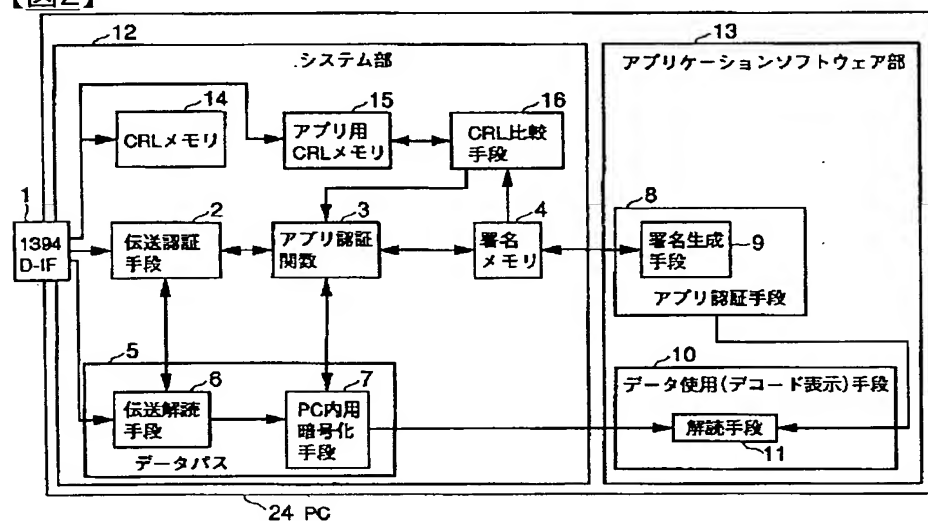 【図2】
12
システム部
13
アプリケーションソフトウェア部
14
CRLメモリ
15
アプリ用
CRLメモリ
16
CRL比較
手段
1
1394
D-IF
2
伝送認証
手段
3
アプリ認証
関数
4
署名
メモリ
8
署名生成
手段
9
アプリ認証手段
5
6
伝送解読
手段
7
PC内用
暗号化
手段
データパス
10
データ使用(デコード表示)手段
解読手段
11
24 PC